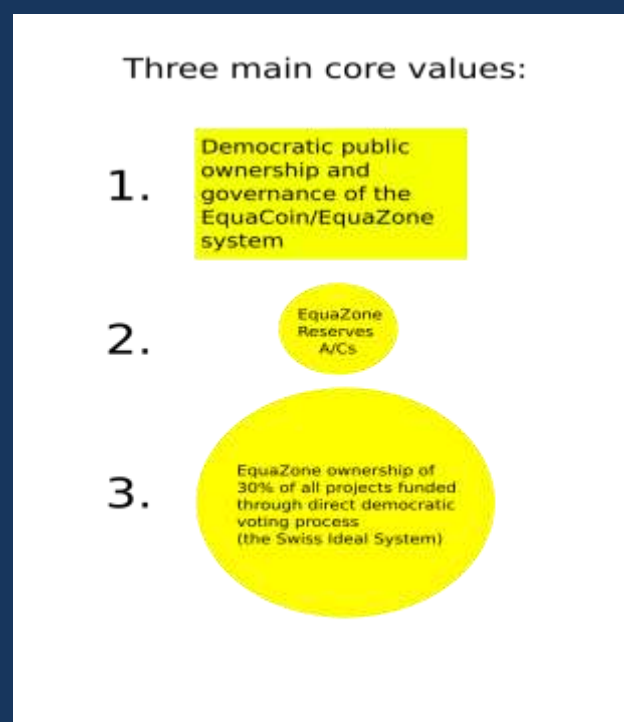 Three main core values:
1.
Democratic public
ownership and
governance of the
EquaCoin/EquaZone
system
2.
EquaZone
Reserves
A/Cs
3.
EquaZone ownership of
30% of all projects funded
through direct democratic
voting process
(the Swiss Ideal System)